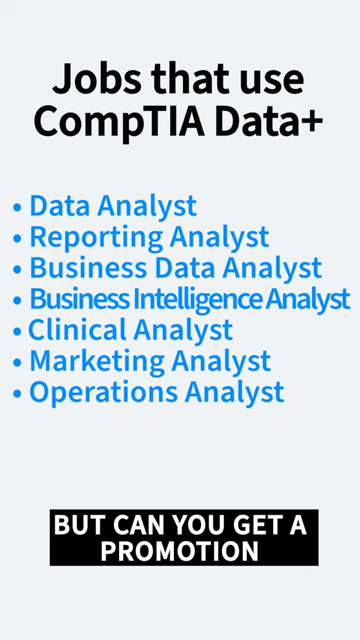 Jobs that use
CompTIA Data+
• Data Analyst
• Reporting Analyst
• Business Data Analyst
• Business Intelligence Analyst
• Clinical Analyst
• Marketing Analyst
• Operations Analyst
BUT CAN YOU GET A
PROMOTION